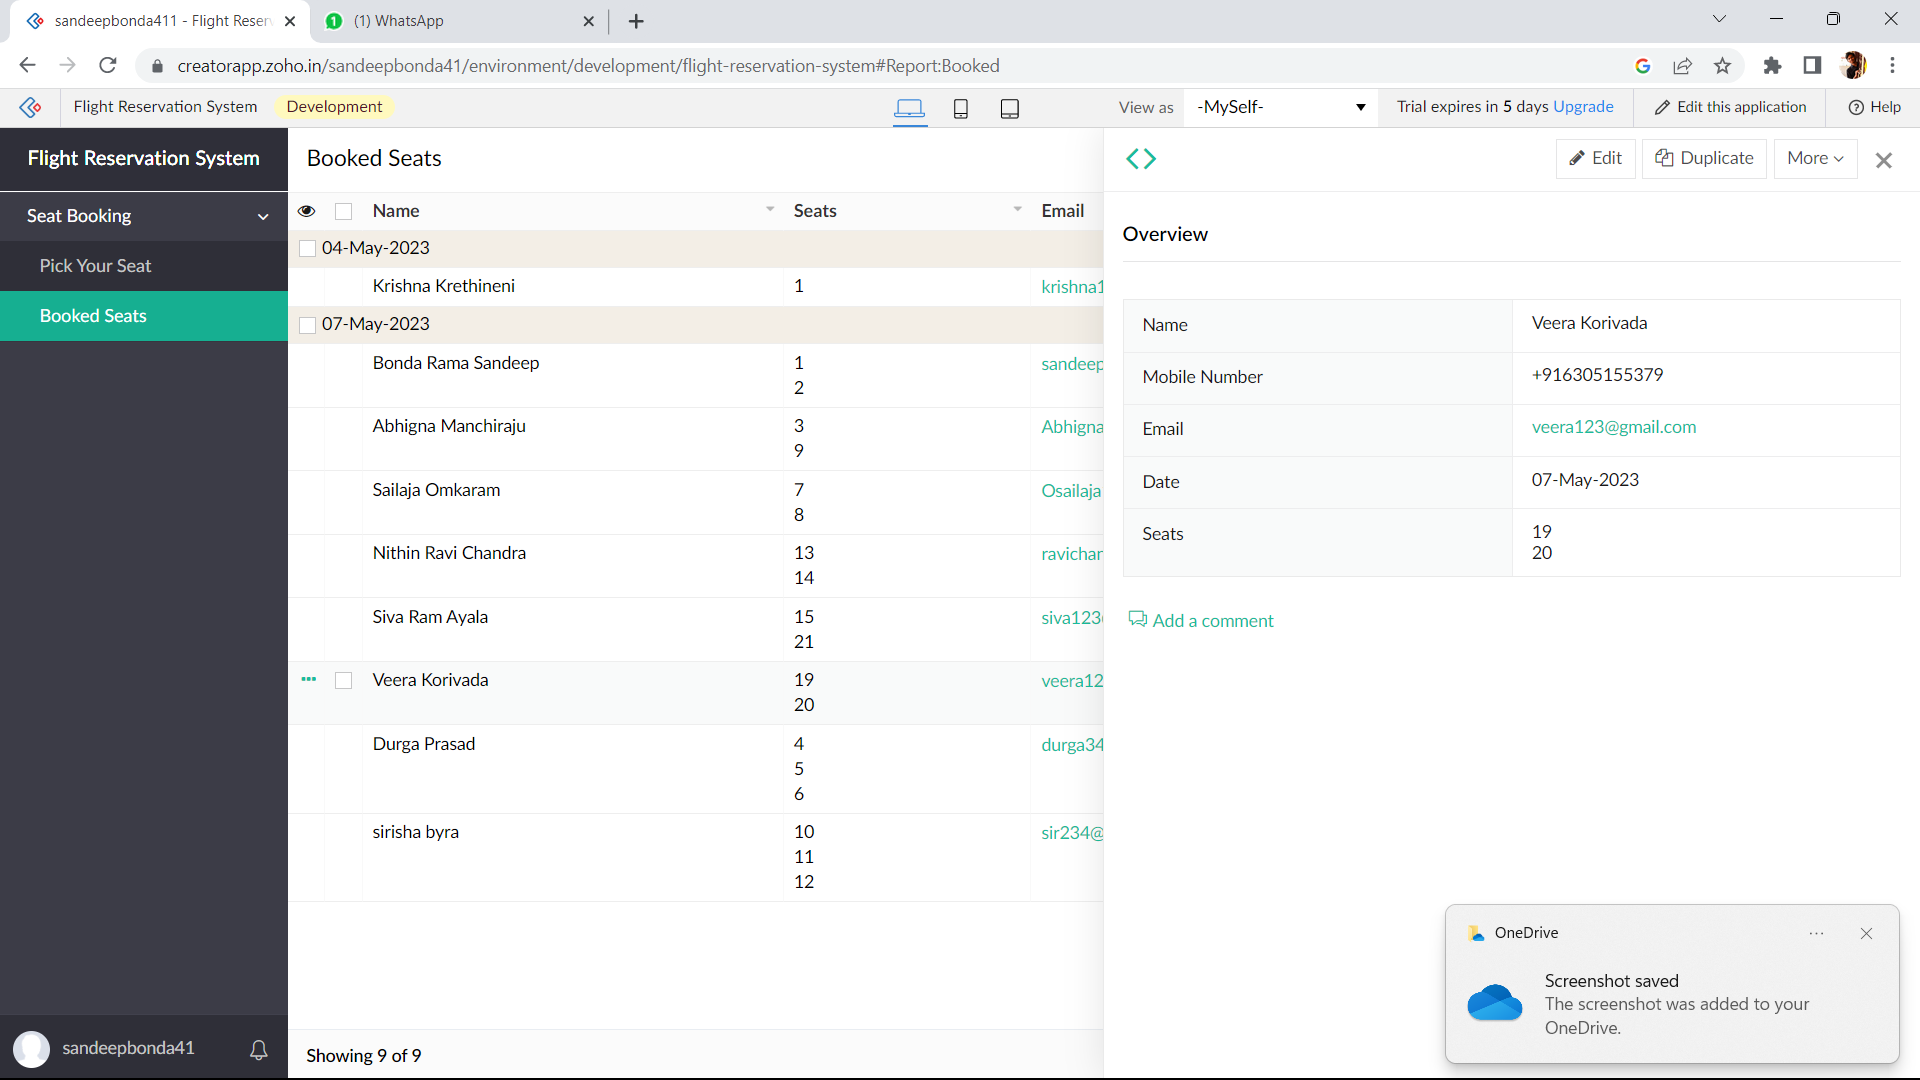 sandeepbonda411 - Flight Reser
(1) WhatsApp
creatorapp.zoho.in/sandeepbonda41/environment/development/flight-reservation-system#Report:Booked
Flight Reservation System
Development
View as
-MySelf-
Trial expires in 5 days Upgrade
Edit this application
Help
Flight Reservation System
Seat Booking
Pick Your Seat
Booked Seats
sandeepbonda41
Booked Seats
Name Seats Email
04-May-2023
Krishna Krethineni 1 krishna1
07-May-2023
Bonda Rama Sandeep 1 sandeep
2
Abhigna Manchiraju 3 Abhigna
9
Sailaja Omkaram 7 Osailaja
8
Nithin Ravi Chandra 13 ravichar
14
Siva Ram Ayala 15 siva123
21
Veera Korivada 19 veera12
20
Durga Prasad 4 durga34
5
6
sirisha byra 10 sir234@
11
12
Showing 9 of 9
Edit
Duplicate
More
Overview
Name Veera Korivada
Mobile Number +916305155379
Email veera123@gmail.com
Date 07-May-2023
Seats 19
20
Add a comment
OneDrive
Screenshot saved
The screenshot was added to your
OneDrive.